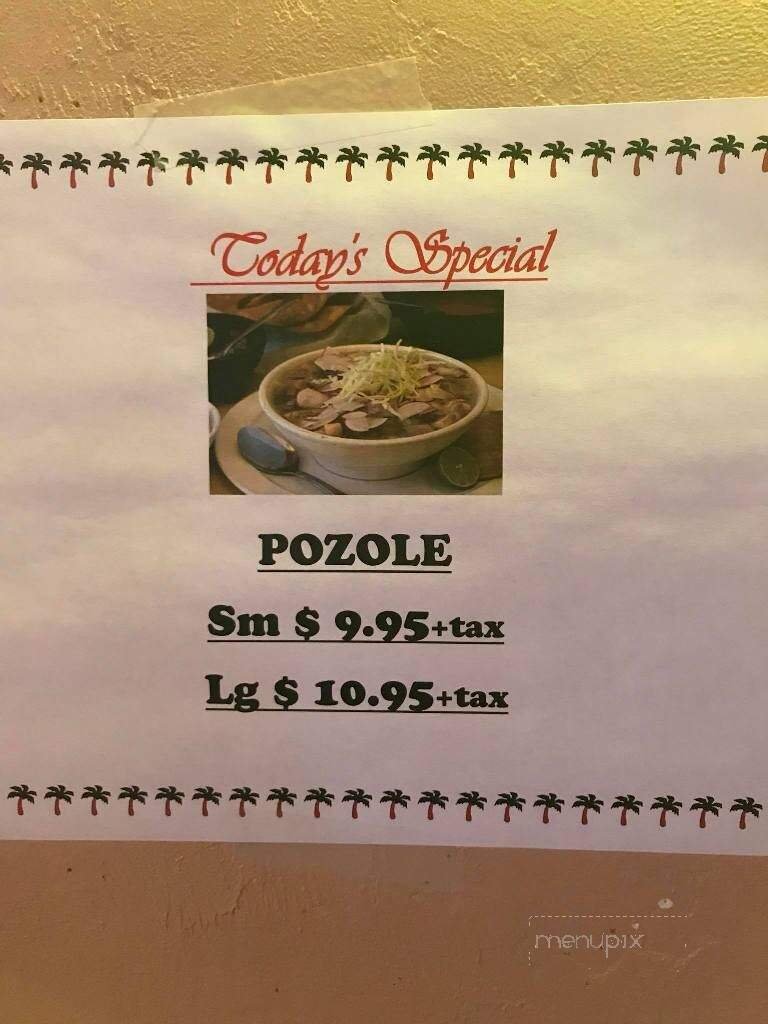 Today's Special
POZOLE
Sm $ 9.95+tax
Lg $ 10.95+tax
menupix